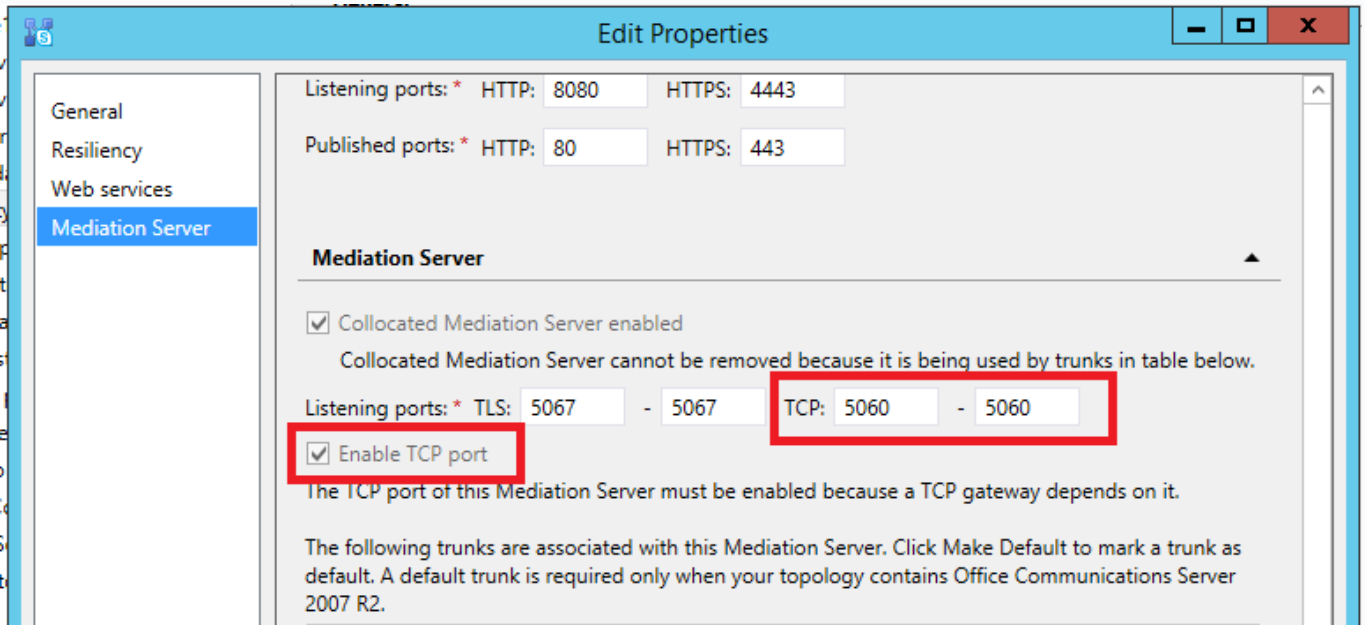 Edit Properties
General
Resiliency
Web services
Mediation Server
Listening ports: * HTTP: 8080 HTTPS: 4443
Published ports: * HTTP: 80 HTTPS: 443
Mediation Server
Collocated Mediation Server enabled
Collocated Mediation Server cannot be removed because it is being used by trunks in table below.
Listening ports: * TLS: 5067 - 5067 TCP: 5060 - 5060
Enable TCP port
The TCP port of this Mediation Server must be enabled because a TCP gateway depends on it.
The following trunks are associated with this Mediation Server. Click Make Default to mark a trunk as
default. A default trunk is required only when your topology contains Office Communications Server
2007 R2.